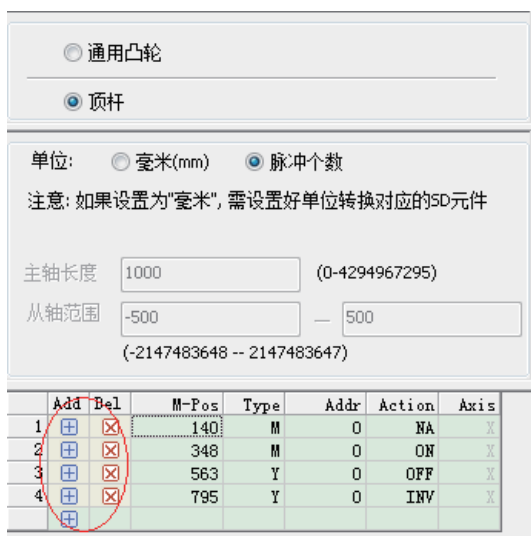 通用凸轮
顶杆
单位: 毫米(mm) 脉冲个数
注意: 如果设置为"毫米", 需设置好单位转换对应的SD元件
主轴长度 1000 (0-4294967295)
从轴范围 -500 — 500
(-2147483648 -- 2147483647)
Add Del M-Pos Type Addr Action Axis
1 140 M 0 NA X
2 348 M 0 ON X
3 563 Y 0 OFF X
4 795 Y 0 INV X